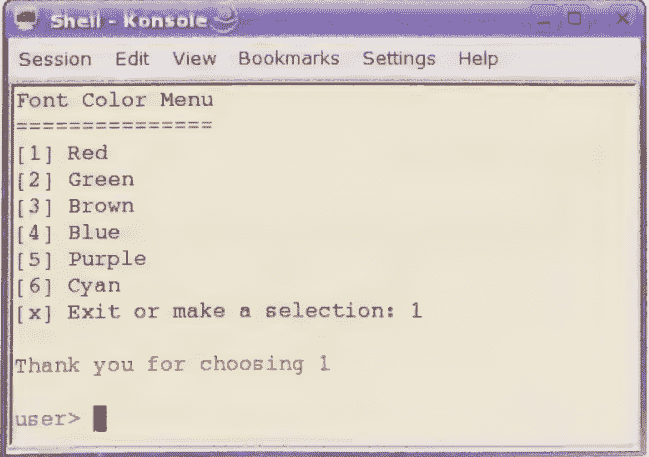 Shell - Konsole
Session Edit View Bookmarks Settings Help
Font Color Menu
===============
[1] Red
[2] Green
[3] Brown
[4] Blue
[5] Purple
[6] Cyan
[x] Exit or make a selection: 1
Thank you for choosing 1
user>